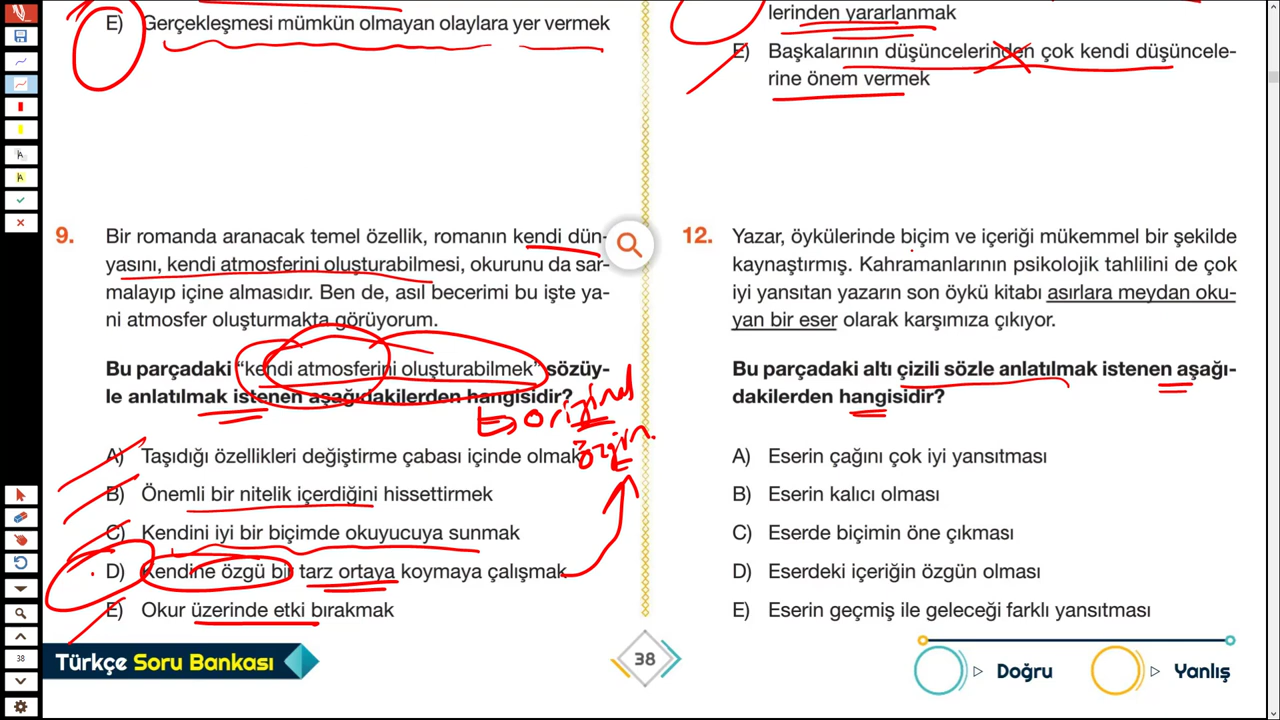 E) Gerçekleşmesi mümkün olmayan olaylara yer vermek
9. Bir romanda aranacak temel özellik, romanın kendi dün-
yasını, kendi atmosferini oluşturabilmesi, okurunu da sar-
malayıp içine almasıdır. Ben de, asıl becerimi bu işte ya-
ni atmosfer oluşturmakta görüyorum.
Bu parçadaki “kendi atmosferini oluşturabilmek” sözüy-
le anlatılmak istenen aşağıdakilerden hangisidir?
orijinal
özgün.
A) Taşıdığı özellikleri değiştirme çabası içinde olmak
B) Önemli bir nitelik içerdiğini hissettirmek
C) Kendini iyi bir biçimde okuyucuya sunmak
D) Kendine özgü bir tarz ortaya koymaya çalışmak
E) Okur üzerinde etki bırakmak
lerinden yararlanmak
E) Başkalarının düşüncelerinden çok kendi düşüncele-
rine önem vermek
12. Yazar, öykülerinde biçim ve içeriği mükemmel bir şekilde
kaynaştırmış. Kahramanlarının psikolojik tahlilini de çok
iyi yansıtan yazarın son öykü kitabı asırlara meydan oku-
yan bir eser olarak karşımıza çıkıyor.
Bu parçadaki altı çizili sözle anlatılmak istenen aşağı-
dakilerden hangisidir?
A) Eserin çağını çok iyi yansıtması
B) Eserin kalıcı olması
C) Eserde biçimin öne çıkması
D) Eserdeki içeriğin özgün olması
E) Eserin geçmiş ile geleceği farklı yansıtması
38
Türkçe Soru Bankası
38
Doğru
Yanlış